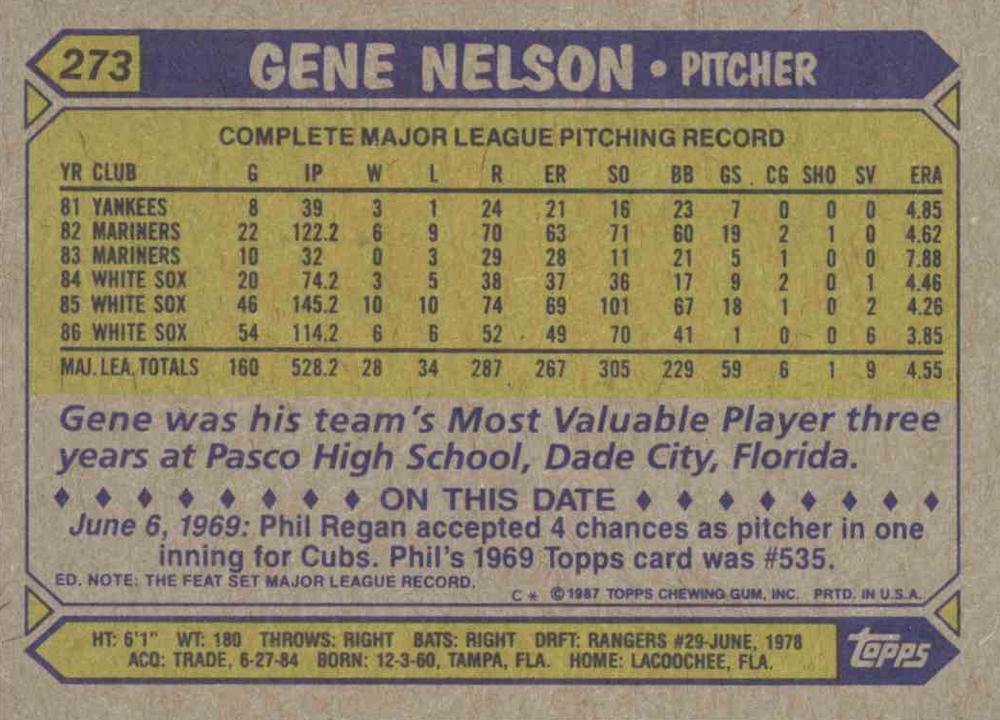 273 GENE NELSON • PITCHER
COMPLETE MAJOR LEAGUE PITCHING RECORD
YR CLUB G IP W L R ER SO BB GS CG SHO SV ERA
81 YANKEES 8 39 3 1 24 21 16 23 7 0 0 0 4.85
82 MARINERS 22 122.2 6 9 70 63 71 60 19 2 1 0 4.62
83 MARINERS 10 32 0 3 29 28 11 21 5 1 0 0 7.88
84 WHITE SOX 20 74.2 3 5 38 37 36 17 9 2 0 1 4.46
85 WHITE SOX 46 145.2 10 10 74 69 101 67 18 1 0 2 4.26
86 WHITE SOX 54 114.2 6 6 52 49 70 41 1 0 0 6 3.85
MAJ. LEA. TOTALS 160 528.2 28 34 287 267 305 229 59 6 1 9 4.55
Gene was his team's Most Valuable Player three
years at Pasco High School, Dade City, Florida.
♦ ♦ ♦ ♦ ♦ ♦ ♦ ♦ ON THIS DATE ♦ ♦ ♦ ♦ ♦ ♦ ♦ ♦
June 6, 1969: Phil Regan accepted 4 chances as pitcher in one
inning for Cubs. Phil's 1969 Topps card was #535.
ED. NOTE: THE FEAT SET MAJOR LEAGUE RECORD.
C * © 1987 TOPPS CHEWING GUM, INC. PRTD. IN U.S.A.
HT: 6'1" WT: 180 THROWS: RIGHT BATS: RIGHT DRFT: RANGERS #29-JUNE, 1978
ACQ: TRADE, 6-27-84 BORN: 12-3-60, TAMPA, FLA. HOME: LACOOCHEE, FLA.
topps